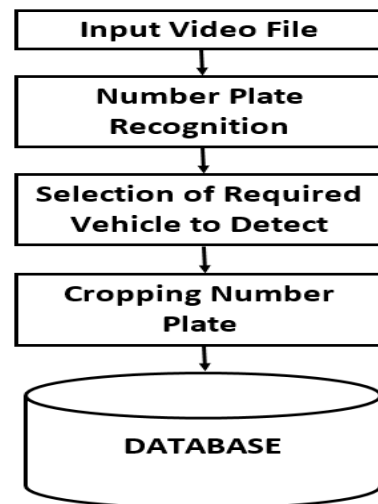 Input Video File
Number Plate
Recognition
Selection of Required
Vehicle to Detect
Cropping Number
Plate
DATABASE